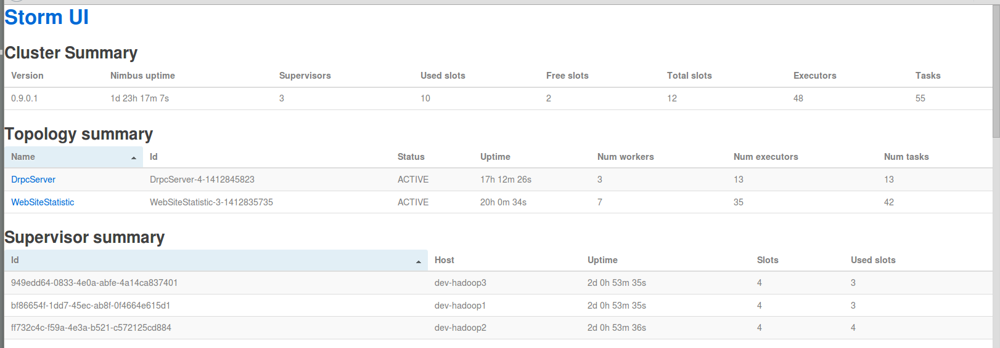 Storm UI
Cluster Summary
Version Nimbus uptime Supervisors Used slots Free slots Total slots Executors Tasks
0.9.0.1 1d 23h 17m 7s 3 10 2 12 48 55
Topology summary
Name Id Status Uptime Num workers Num executors Num tasks
DrpcServer DrpcServer-4-1412845823 ACTIVE 17h 12m 26s 3 13 13
WebSiteStatistic WebSiteStatistic-3-1412835735 ACTIVE 20h 0m 34s 7 35 42
Supervisor summary
Id Host Uptime Slots Used slots
949edd64-0833-4e0a-abfe-4a14ca837401 dev-hadoop3 2d 0h 53m 35s 4 3
bf86654f-1dd7-45ec-ab8f-0f4664e615d1 dev-hadoop1 2d 0h 53m 35s 4 3
ff732c4c-f59a-4e3a-b521-c572125cd884 dev-hadoop2 2d 0h 53m 36s 4 4